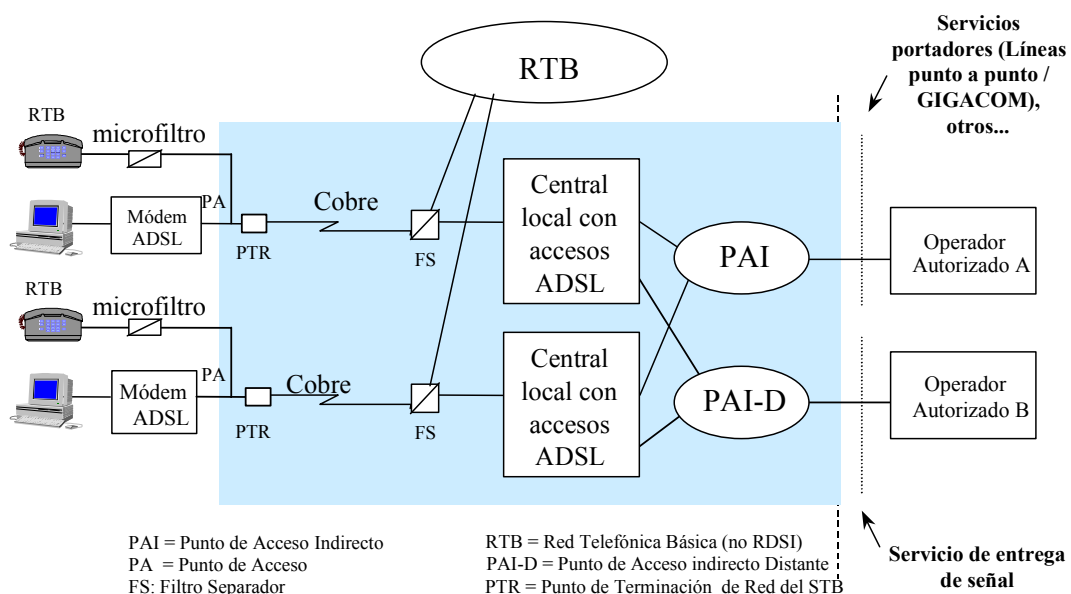 Servicios
portadores (Líneas
punto a punto /
GIGACOM),
otros...
RTB
RTB
microfiltro
PA
Módem
ADSL
PTR
Cobre
FS
Central
local con
accesos
ADSL
PAI
Operador
Autorizado A
RTB
microfiltro
PA
Módem
ADSL
PTR
Cobre
FS
Central
local con
accesos
ADSL
PAI-D
Operador
Autorizado B
PAI = Punto de Acceso Indirecto
PA = Punto de Acceso
FS: Filtro Separador
RTB = Red Telefónica Básica (no RDSI)
PAI-D = Punto de Acceso indirecto Distante
PTR = Punto de Terminación de Red del STB
Servicio de entrega
de señal